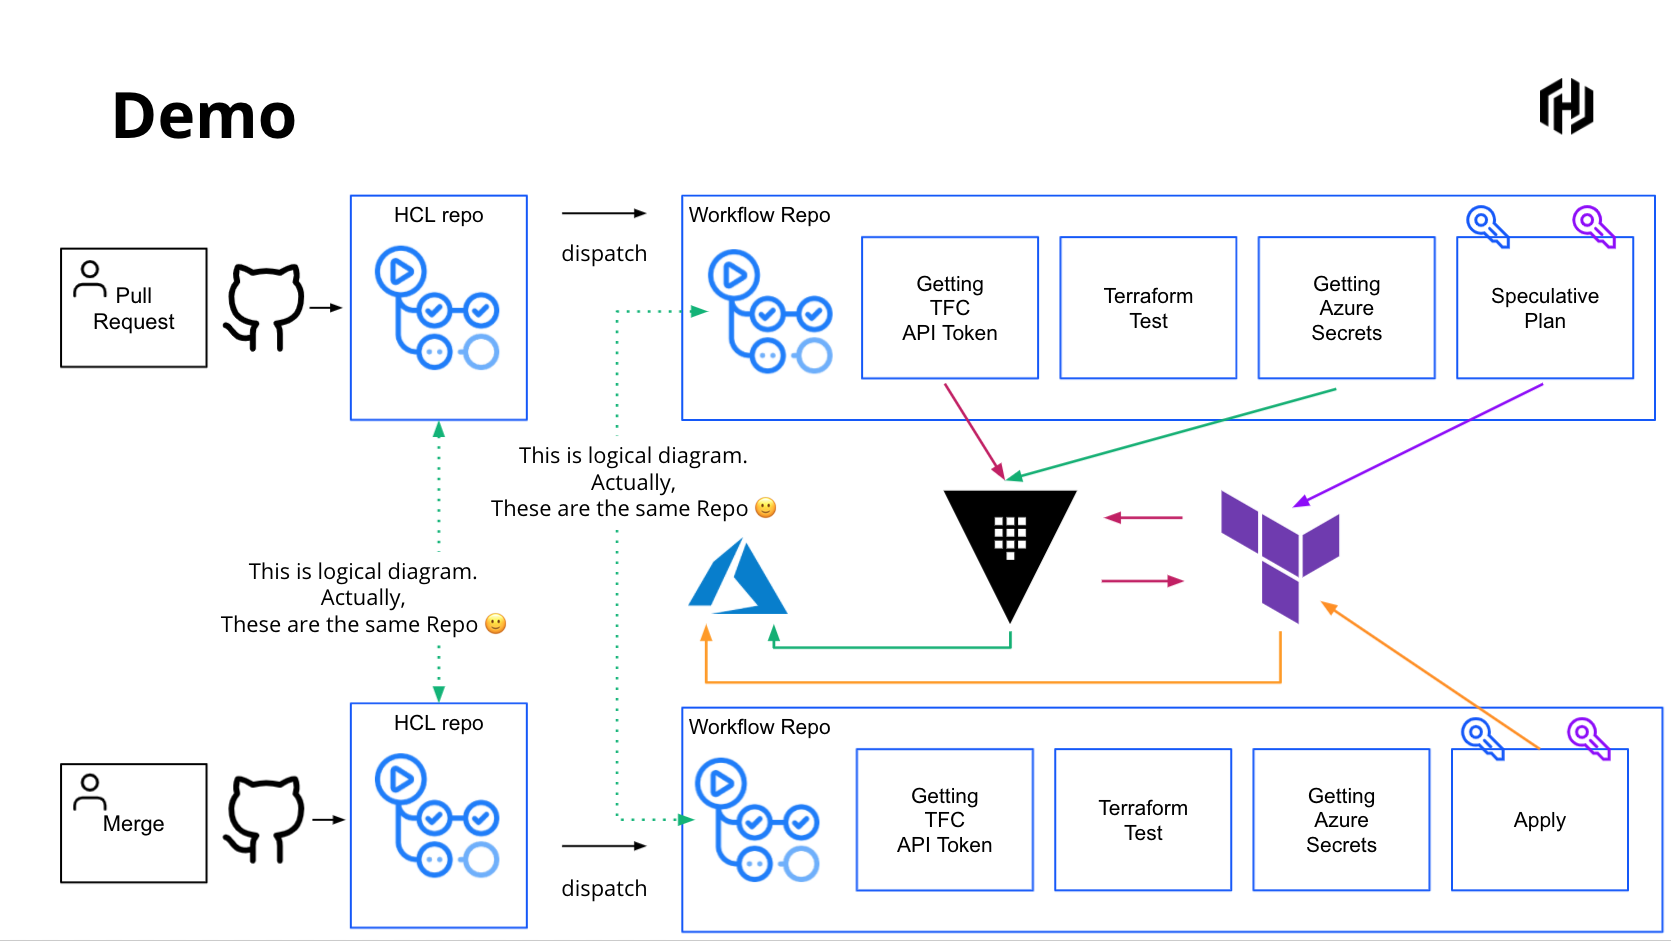 Demo
Pull
Request
HCL repo
dispatch
Workflow Repo
Getting
TFC
API Token
Terraform
Test
Getting
Azure
Secrets
Speculative
Plan
This is logical diagram.
Actually,
These are the same Repo 🙂
This is logical diagram.
Actually,
These are the same Repo 🙂
Merge
HCL repo
dispatch
Workflow Repo
Getting
TFC
API Token
Terraform
Test
Getting
Azure
Secrets
Apply